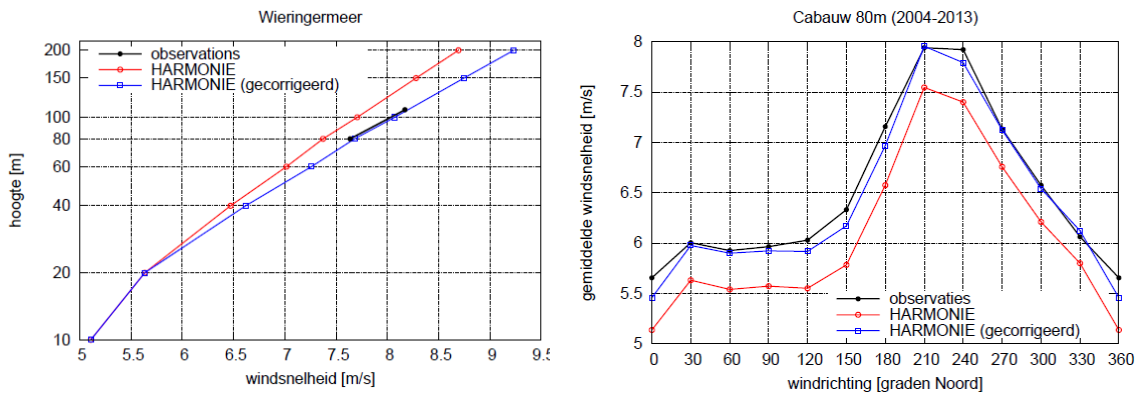 Wieringermeer
observations
HARMONIE
HARMONIE (gecorrigeerd)
hoogte [m]
200
150
100
80
60
40
20
10
5 5.5 6 6.5 7 7.5 8 8.5 9 9.5
windsnelheid [m/s]
Cabauw 80m (2004-2013)
gemiddelde windsnelheid [m/s]
8
7.5
7
6.5
6
5.5
5
observaties
HARMONIE
HARMONIE (gecorrigeerd)
0 30 60 90 120 150 180 210 240 270 300 330 360
windrichting [graden Noord]